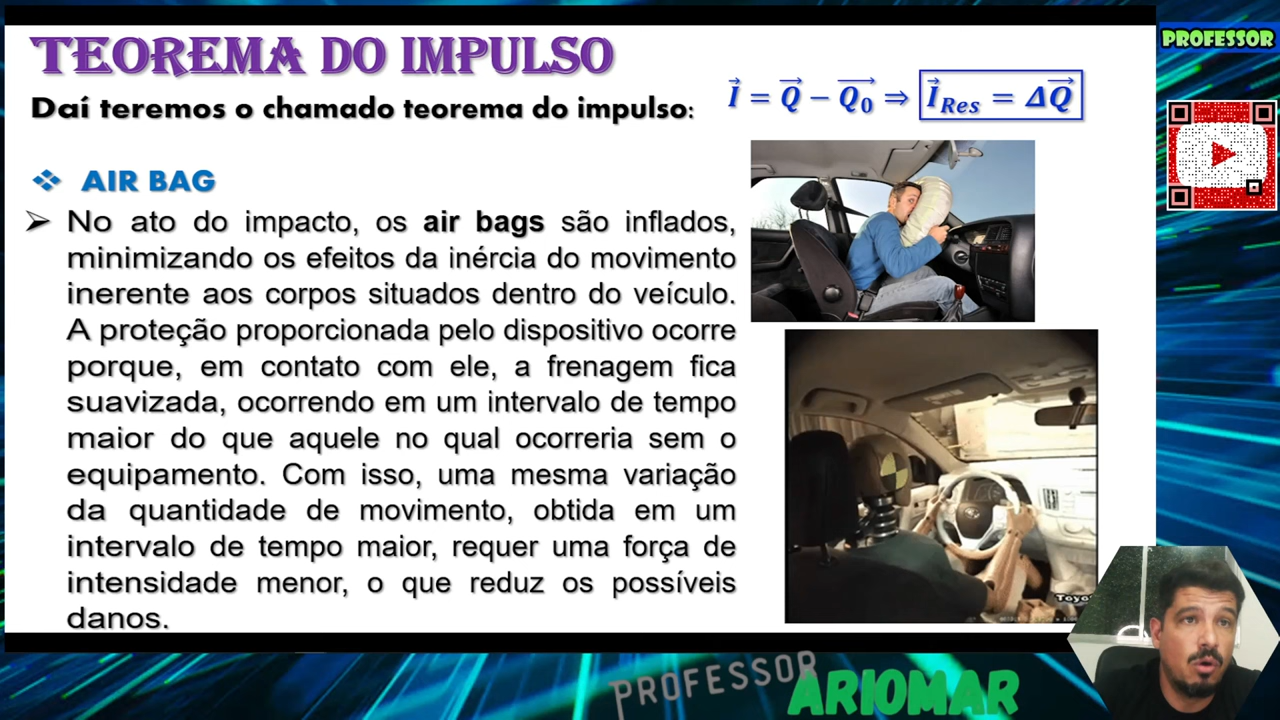 TEOREMA DO IMPULSO
PROFESSOR
Daí teremos o chamado teorema do impulso:
I⃗ = Q⃗ − Q₀⃗ ⇒ I⃗Res = ΔQ⃗
❖ AIR BAG
➢ No ato do impacto, os air bags são inflados,
minimizando os efeitos da inércia do movimento
inerente aos corpos situados dentro do veículo.
A proteção proporcionada pelo dispositivo ocorre
porque, em contato com ele, a frenagem fica
suavizada, ocorrendo em um intervalo de tempo
maior do que aquele no qual ocorreria sem o
equipamento. Com isso, uma mesma variação
da quantidade de movimento, obtida em um
intervalo de tempo maior, requer uma força de
intensidade menor, o que reduz os possíveis
danos.
Toyo
PROFESSOR
ARIOMAR